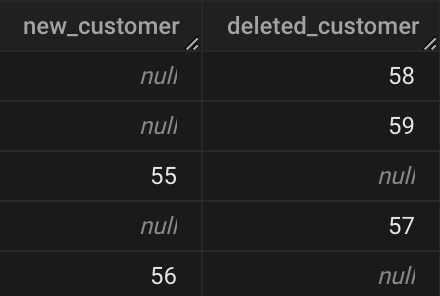 new_customer deleted_customer
null 58
null 59
55 null
null 57
56 null